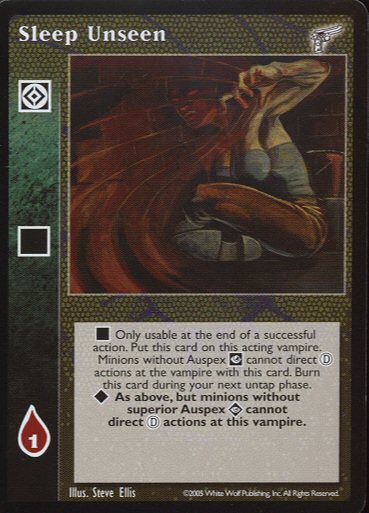 Sleep Unseen
Only usable at the end of a successful
action. Put this card on this acting vampire.
Minions without Auspex cannot direct D
actions at the vampire with this card. Burn
this card during your next untap phase.
As above, but minions without
superior Auspex cannot
direct D actions at this vampire.
1
Illus. Steve Ellis ©2005 White Wolf Publishing, Inc. All Rights Reserved.